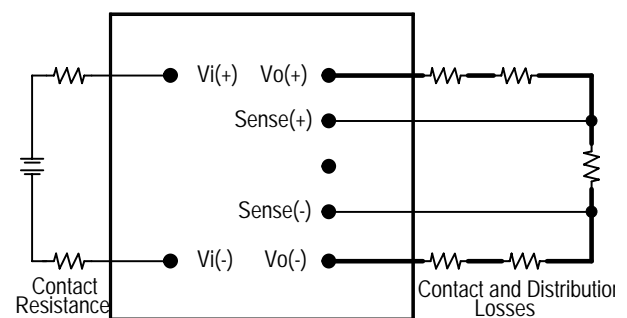 Vi(+) Vo(+)
Sense(+)
Sense(-)
Vi(-) Vo(-)
Contact
Resistance
Contact and Distribution
Losses